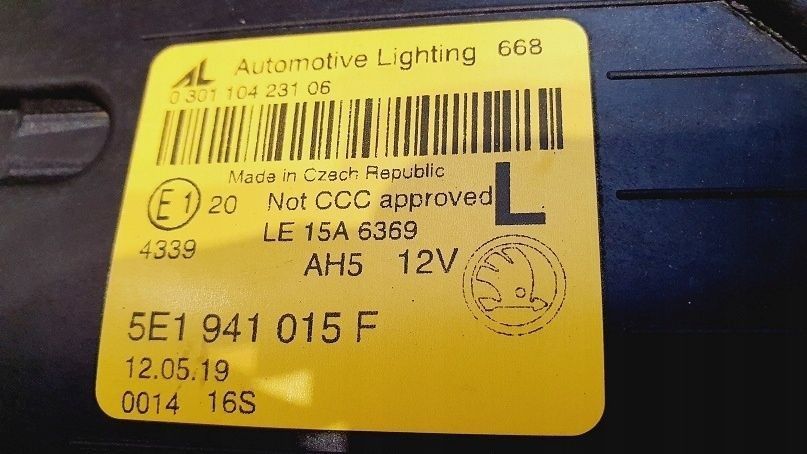 AL Automotive Lighting 668
0 301 104 231 06
Made in Czech Republic
E1 20 Not CCC approved L
4339 LE 15A 6369
AH5 12V
5E1 941 015 F
12.05.19
0014 16S